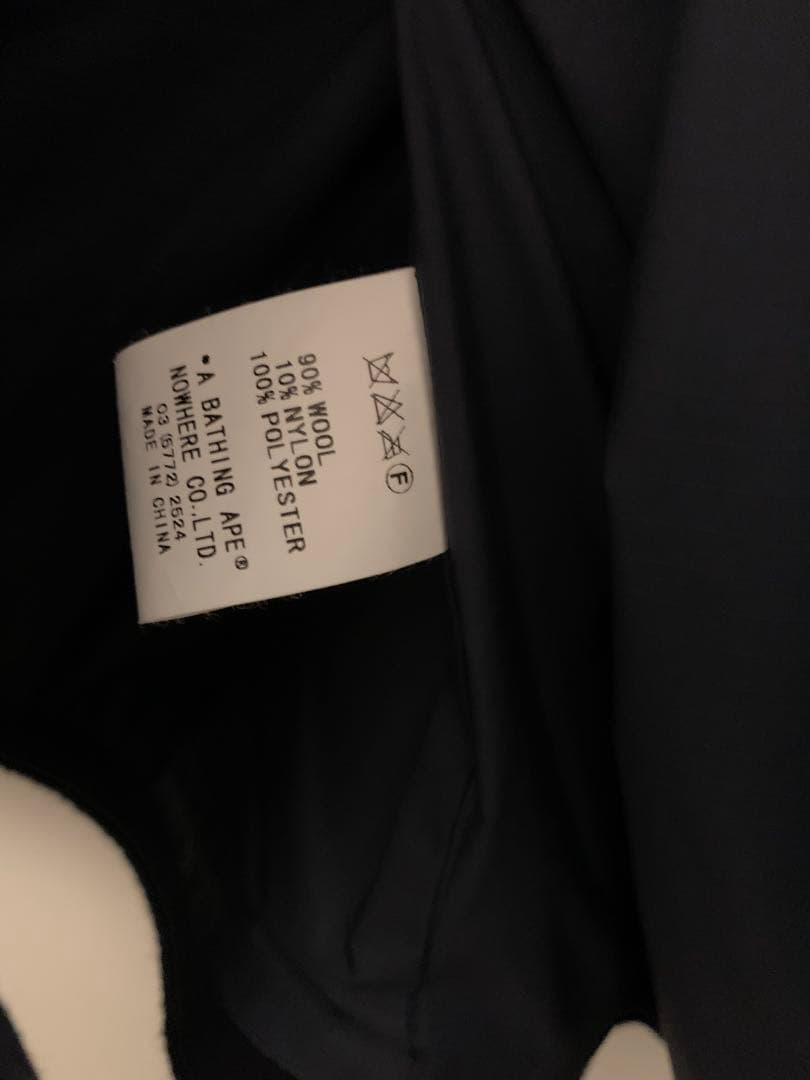 F
90% WOOL
10% NYLON
100% POLYESTER
•A BATHING APE®
NOWHERE CO.,LTD.
03 (5772) 2524
MADE IN CHINA